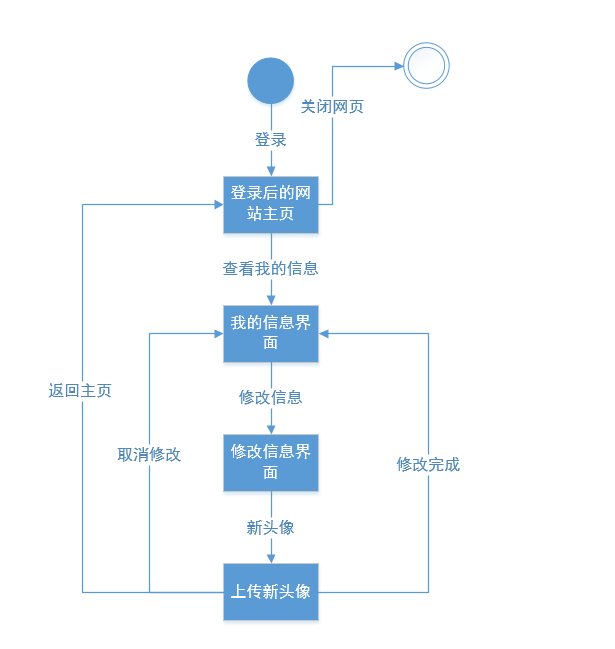 关闭网页
登录
登录后的网
站主页
查看我的信息
我的信息界
面
返回主页
修改信息
取消修改
修改信息界
面
修改完成
新头像
上传新头像